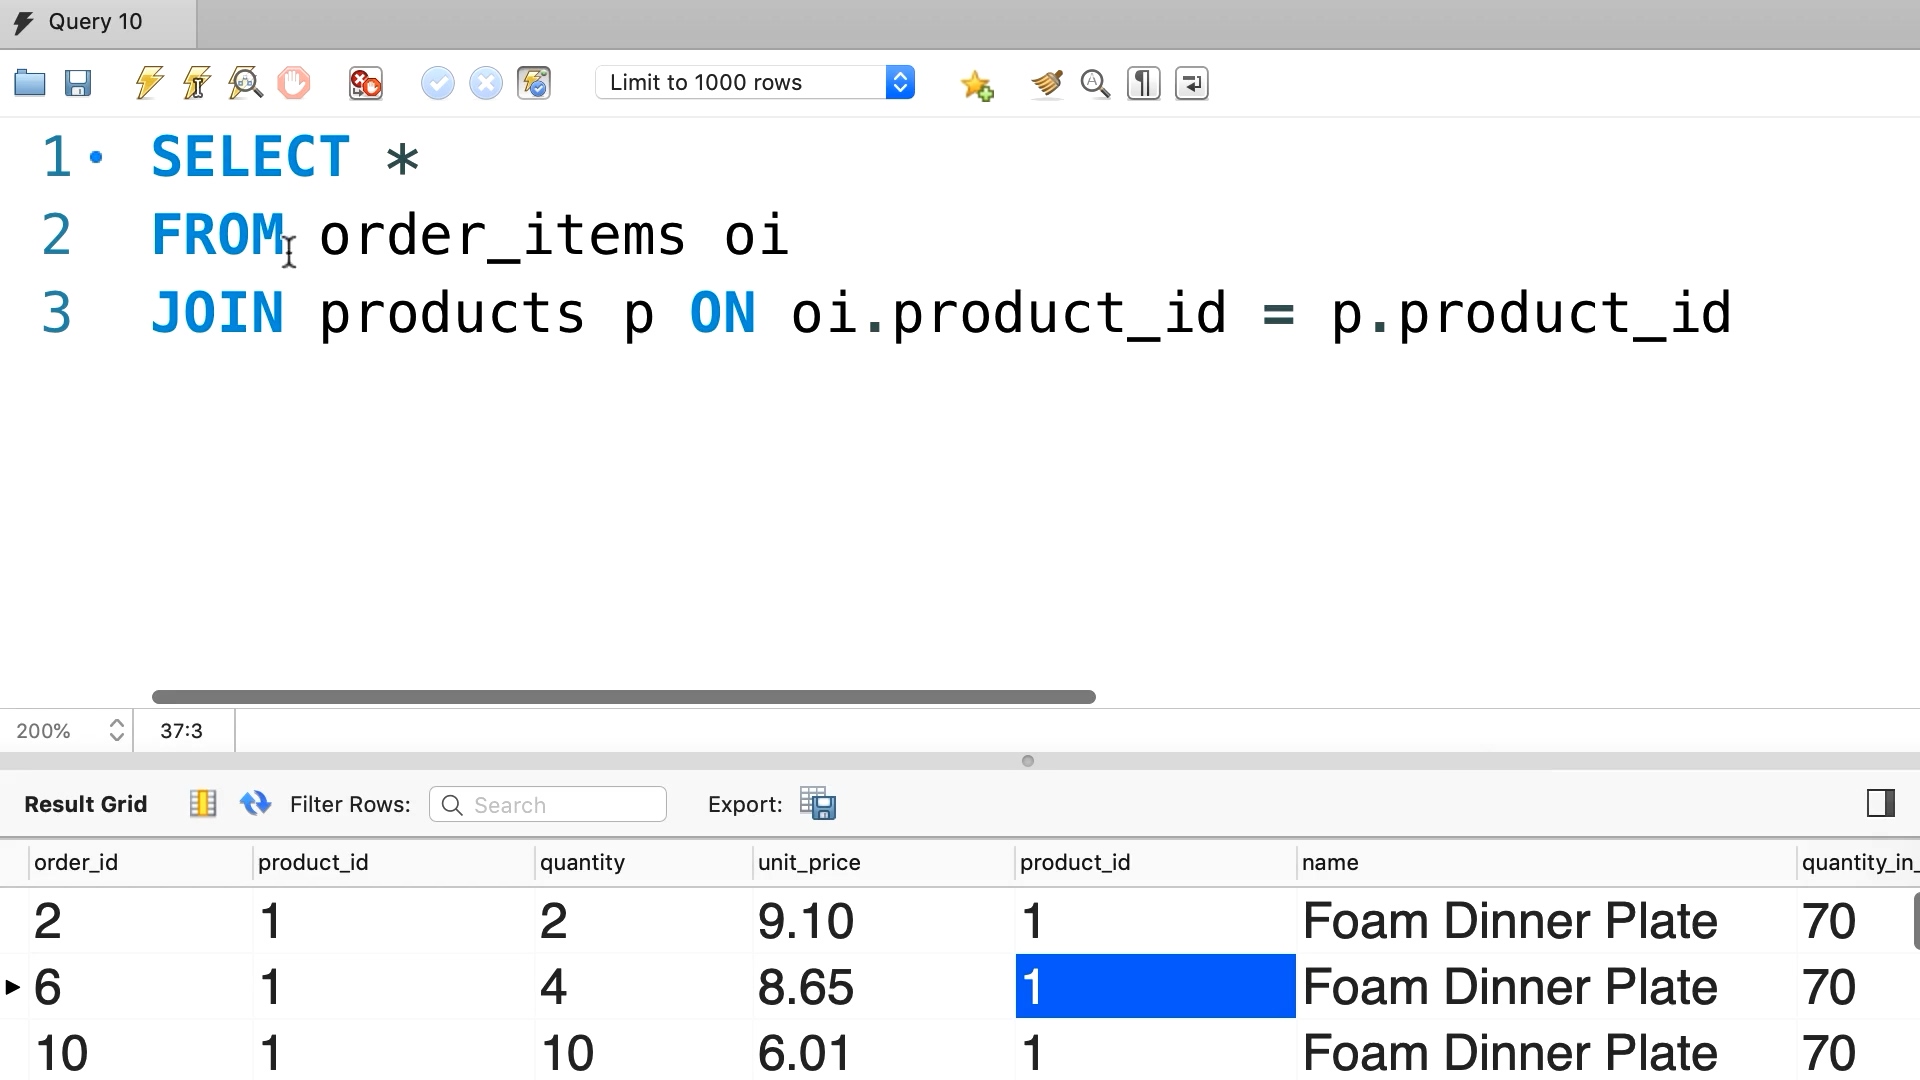 Query 10
Limit to 1000 rows
1 SELECT *
2 FROM order_items oi
3 JOIN products p ON oi.product_id = p.product_id
200% 37:3
Result Grid Filter Rows: Search Export:
order_id product_id quantity unit_price product_id name quantity_in_
2 1 2 9.10 1 Foam Dinner Plate 70
6 1 4 8.65 1 Foam Dinner Plate 70
10 1 10 6.01 1 Foam Dinner Plate 70